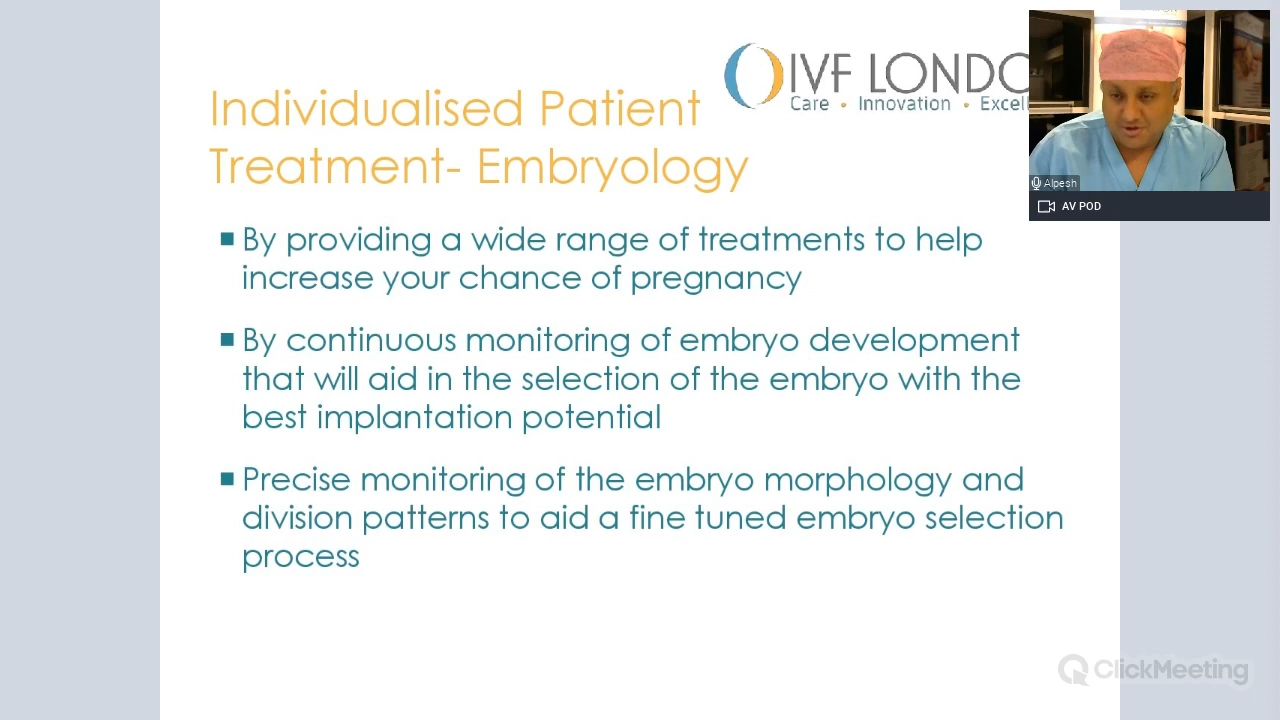 IVF LONDO
Care • Innovation • Excell
Individualised Patient
Treatment- Embryology
Alpesh
AV POD
■ By providing a wide range of treatments to help
increase your chance of pregnancy
■ By continuous monitoring of embryo development
that will aid in the selection of the embryo with the
best implantation potential
■ Precise monitoring of the embryo morphology and
division patterns to aid a fine tuned embryo selection
process
ClickMeeting